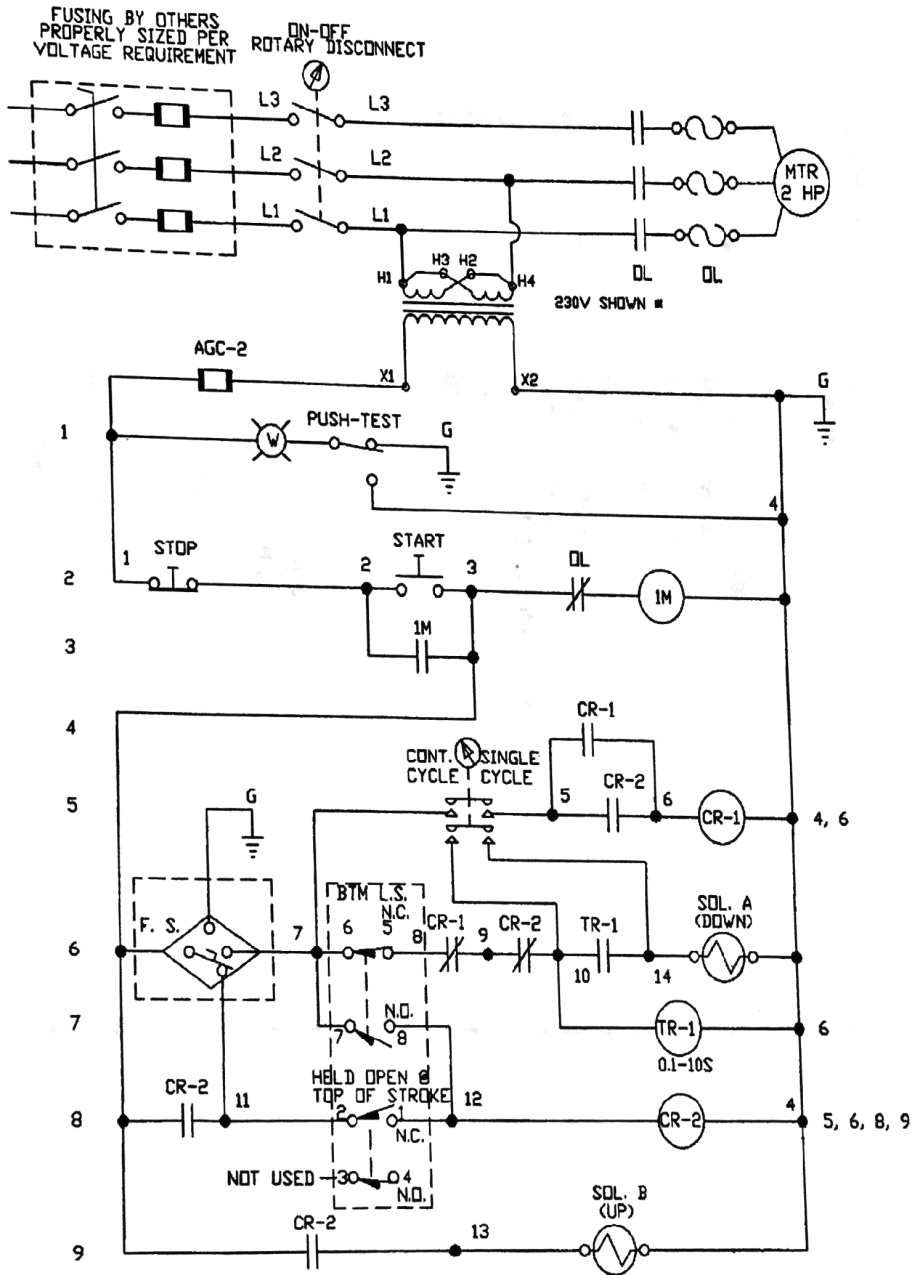 FUSING BY OTHERS
PROPERLY SIZED PER
VOLTAGE REQUIREMENT
ON-OFF
ROTARY DISCONNECT
L3
L3
L2
L2
L1
L1
MTR
2 HP
H1
H3 H2
H4
OL
OL
230V SHOWN *
AGC-2
X1
X2
G
1
W
PUSH-TEST
G
4
2
1
STOP
2
START
3
OL
1M
3
1M
4
CR-1
CONT.
CYCLE
SINGLE
CYCLE
5
G
5
CR-2
6
CR-1
4, 6
BTM L.S.
N.C.
SOL. A
(DOWN)
6
F. S.
7
6
5
8
CR-1
9
CR-2
10
TR-1
14
7
N.O.
7
8
TR-1
6
0.1-10S
HELD OPEN @
TOP OF STROKE
8
CR-2
11
2
1
N.C.
12
CR-2
4
5, 6, 8, 9
NOT USED
3
4
N.O.
SOL. B
(UP)
9
CR-2
13